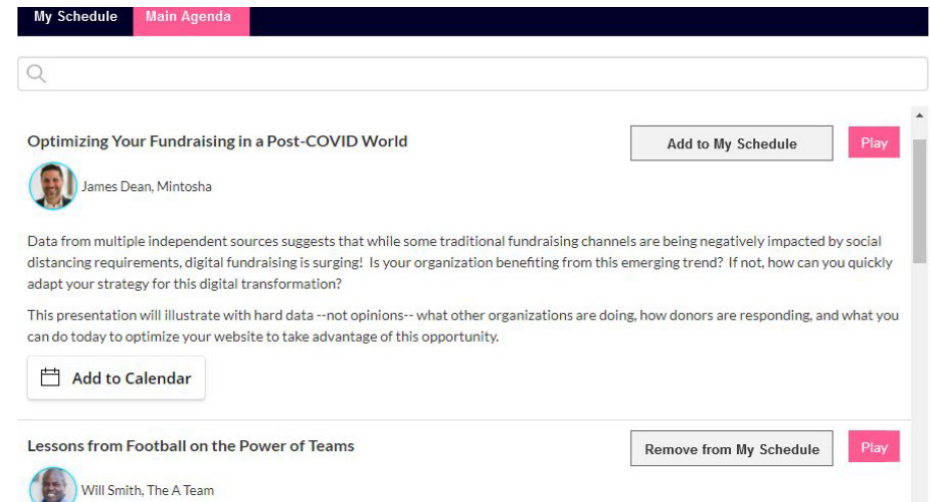 My Schedule Main Agenda
Optimizing Your Fundraising in a Post-COVID World Add to My Schedule Play
James Dean, Mintosha
Data from multiple independent sources suggests that while some traditional fundraising channels are being negatively impacted by social
distancing requirements, digital fundraising is surging! Is your organization benefiting from this emerging trend? If not, how can you quickly
adapt your strategy for this digital transformation?
This presentation will illustrate with hard data --not opinions-- what other organizations are doing, how donors are responding, and what you
can do today to optimize your website to take advantage of this opportunity.
Add to Calendar
Lessons from Football on the Power of Teams Remove from My Schedule Play
Will Smith, The A Team